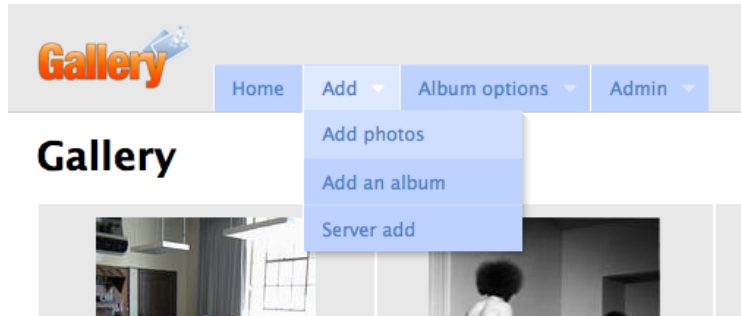 Gallery
Home Add Album options Admin
Add photos
Gallery
Add an album
Server add